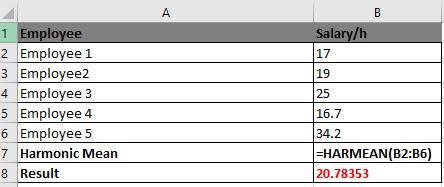 A B
1 Employee Salary/h
2 Employee 1 17
3 Employee2 19
4 Employee 3 25
5 Employee 4 16.7
6 Employee 5 34.2
7 Harmonic Mean =HARMEAN(B2:B6)
8 Result 20.78353